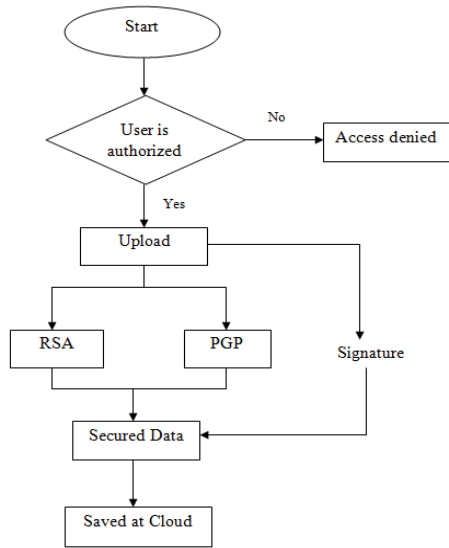 Start
User is
authorized
No
Access denied
Yes
Upload
RSA
PGP
Signature
Secured Data
Saved at Cloud